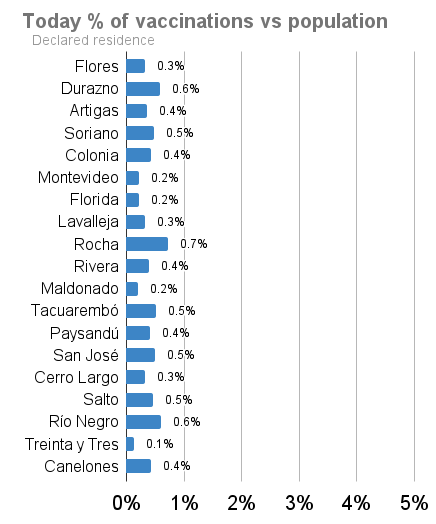 Today % of vaccinations vs population
Declared residence
Flores 0.3%
Durazno 0.6%
Artigas 0.4%
Soriano 0.5%
Colonia 0.4%
Montevideo 0.2%
Florida 0.2%
Lavalleja 0.3%
Rocha 0.7%
Rivera 0.4%
Maldonado 0.2%
Tacuarembó 0.5%
Paysandú 0.4%
San José 0.5%
Cerro Largo 0.3%
Salto 0.5%
Río Negro 0.6%
Treinta y Tres 0.1%
Canelones 0.4%
0% 1% 2% 3% 4% 5%